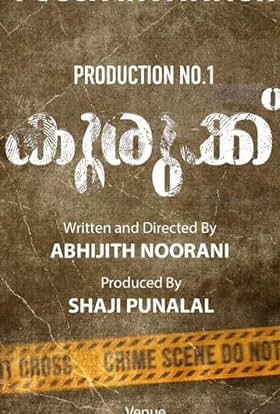 PRODUCTION NO.1
കുരുക്ക്
Written and Directed By
ABHIJITH NOORANI
Produced By
SHAJI PUNALAL
CROSS CRIME SCENE DO NOT
Venue